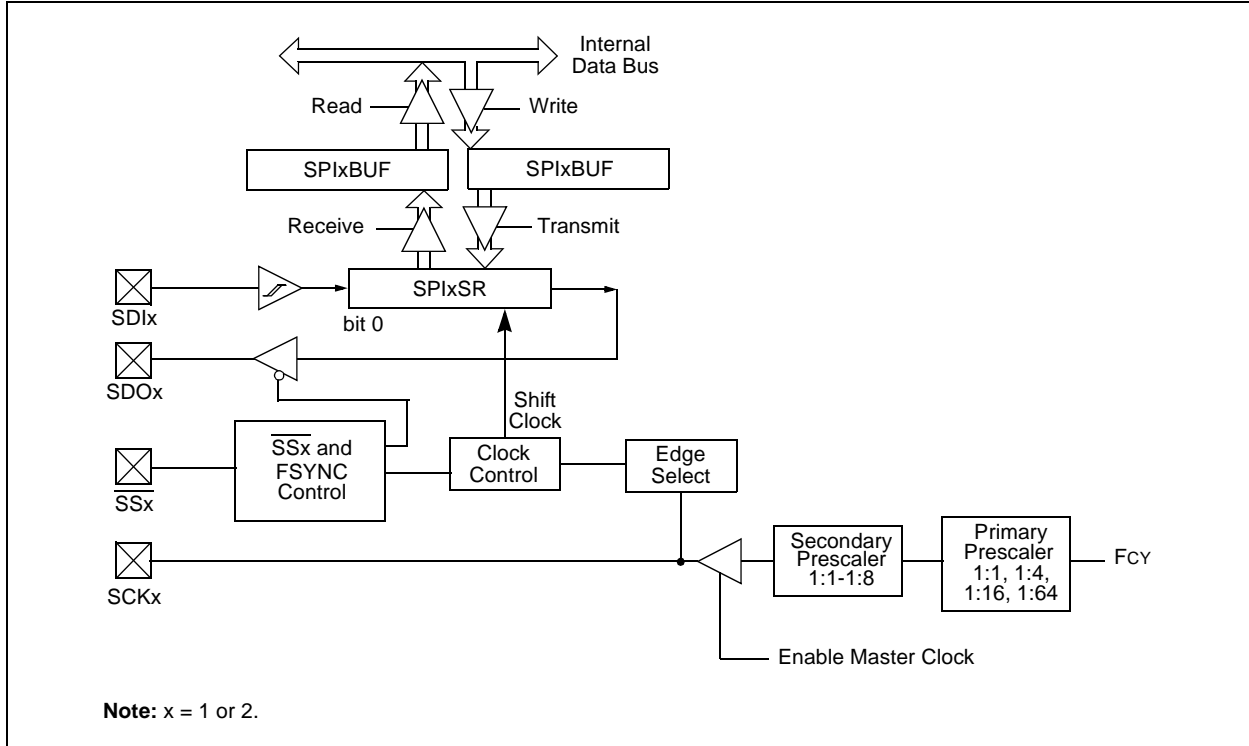 Internal
Data Bus
Read
Write
SPIxBUF
SPIxBUF
Receive
Transmit
SDIx
SPIxSR
bit 0
SDOx
Shift
Clock
SSx
SSx and
FSYNC
Control
Clock
Control
Edge
Select
SCKx
Secondary
Prescaler
1:1-1:8
Primary
Prescaler
1:1, 1:4,
1:16, 1:64
FCY
Enable Master Clock
Note: x = 1 or 2.